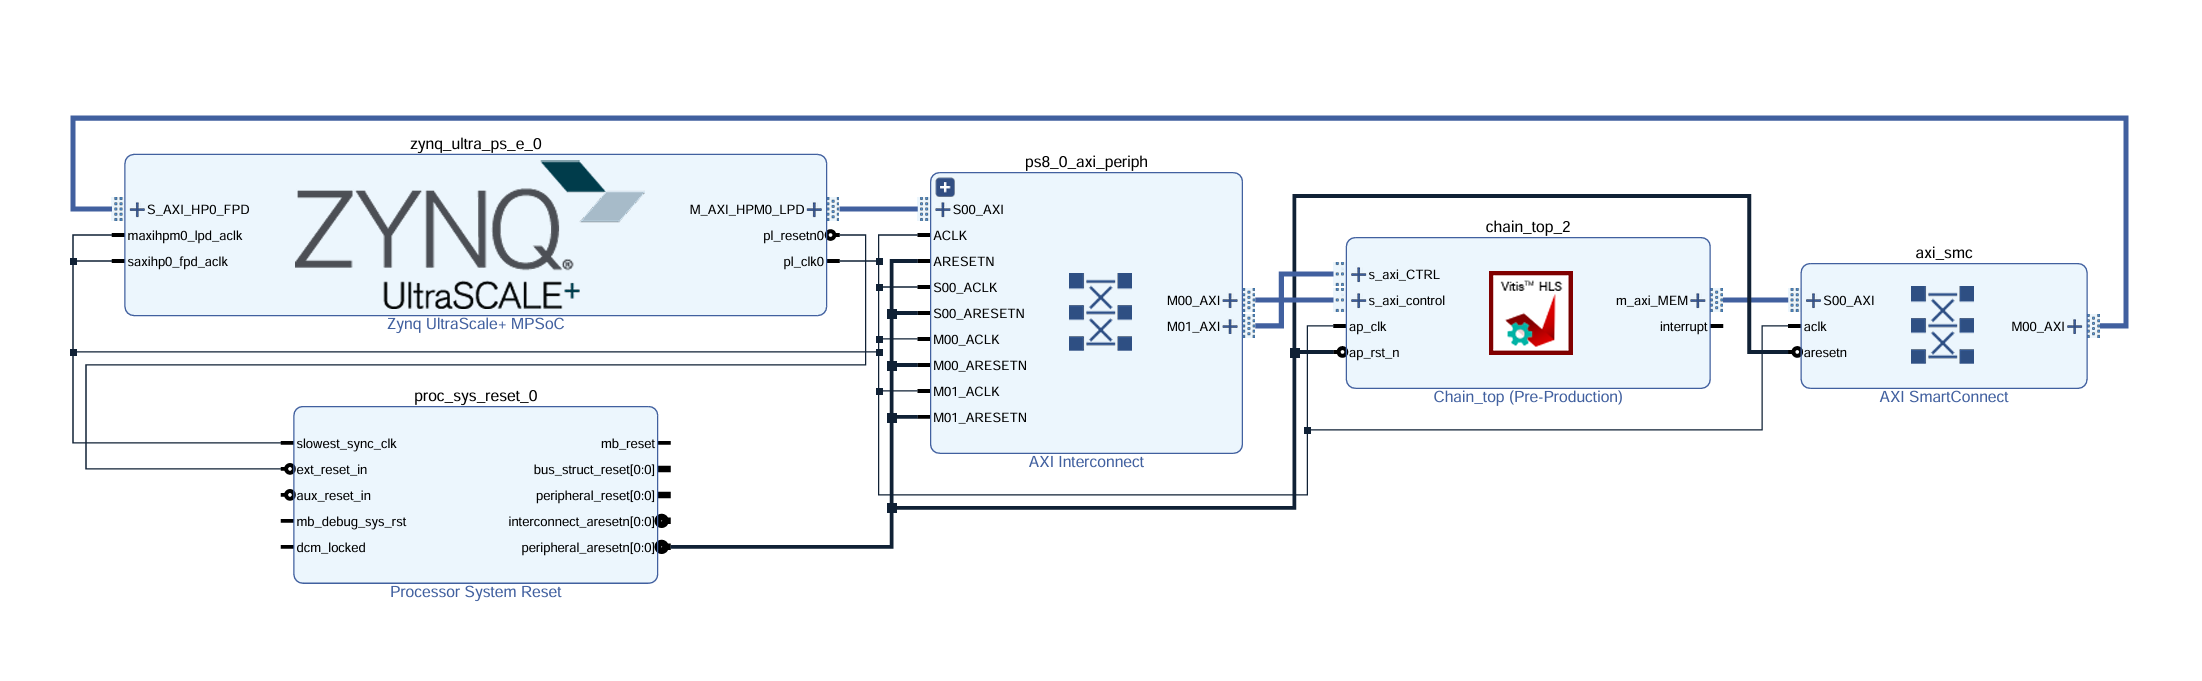 zynq_ultra_ps_e_0
S_AXI_HP0_FPD
maxihpm0_lpd_aclk
saxihp0_fpd_aclk
ZYNQ®
UltraSCALE+
M_AXI_HPM0_LPD
pl_resetn0
pl_clk0
Zynq UltraScale+ MPSoC
proc_sys_reset_0
slowest_sync_clk
ext_reset_in
aux_reset_in
mb_debug_sys_rst
dcm_locked
mb_reset
bus_struct_reset[0:0]
peripheral_reset[0:0]
interconnect_aresetn[0:0]
peripheral_aresetn[0:0]
Processor System Reset
ps8_0_axi_periph
S00_AXI
ACLK
ARESETN
S00_ACLK
S00_ARESETN
M00_ACLK
M00_ARESETN
M01_ACLK
M01_ARESETN
M00_AXI
M01_AXI
AXI Interconnect
chain_top_2
s_axi_CTRL
s_axi_control
ap_clk
ap_rst_n
Vitis™ HLS
m_axi_MEM
interrupt
Chain_top (Pre-Production)
axi_smc
S00_AXI
aclk
aresetn
M00_AXI
AXI SmartConnect